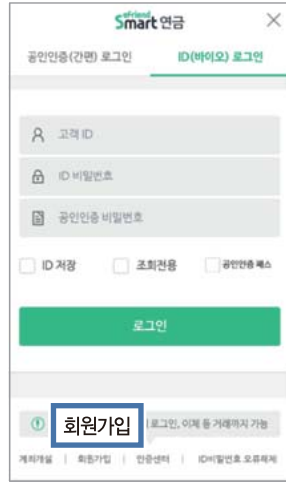 eFriend
Smart 연금
공인인증(간편) 로그인
ID(바이오) 로그인
고객 ID
ID 비밀번호
공인인증 비밀번호
ID 저장 조회전용 공인인증 패스
로그인
회원가입
로그인, 이체 등 거래까지 가능
계좌개설 | 회원가입 | 인증센터 | ID비밀번호 오류해제